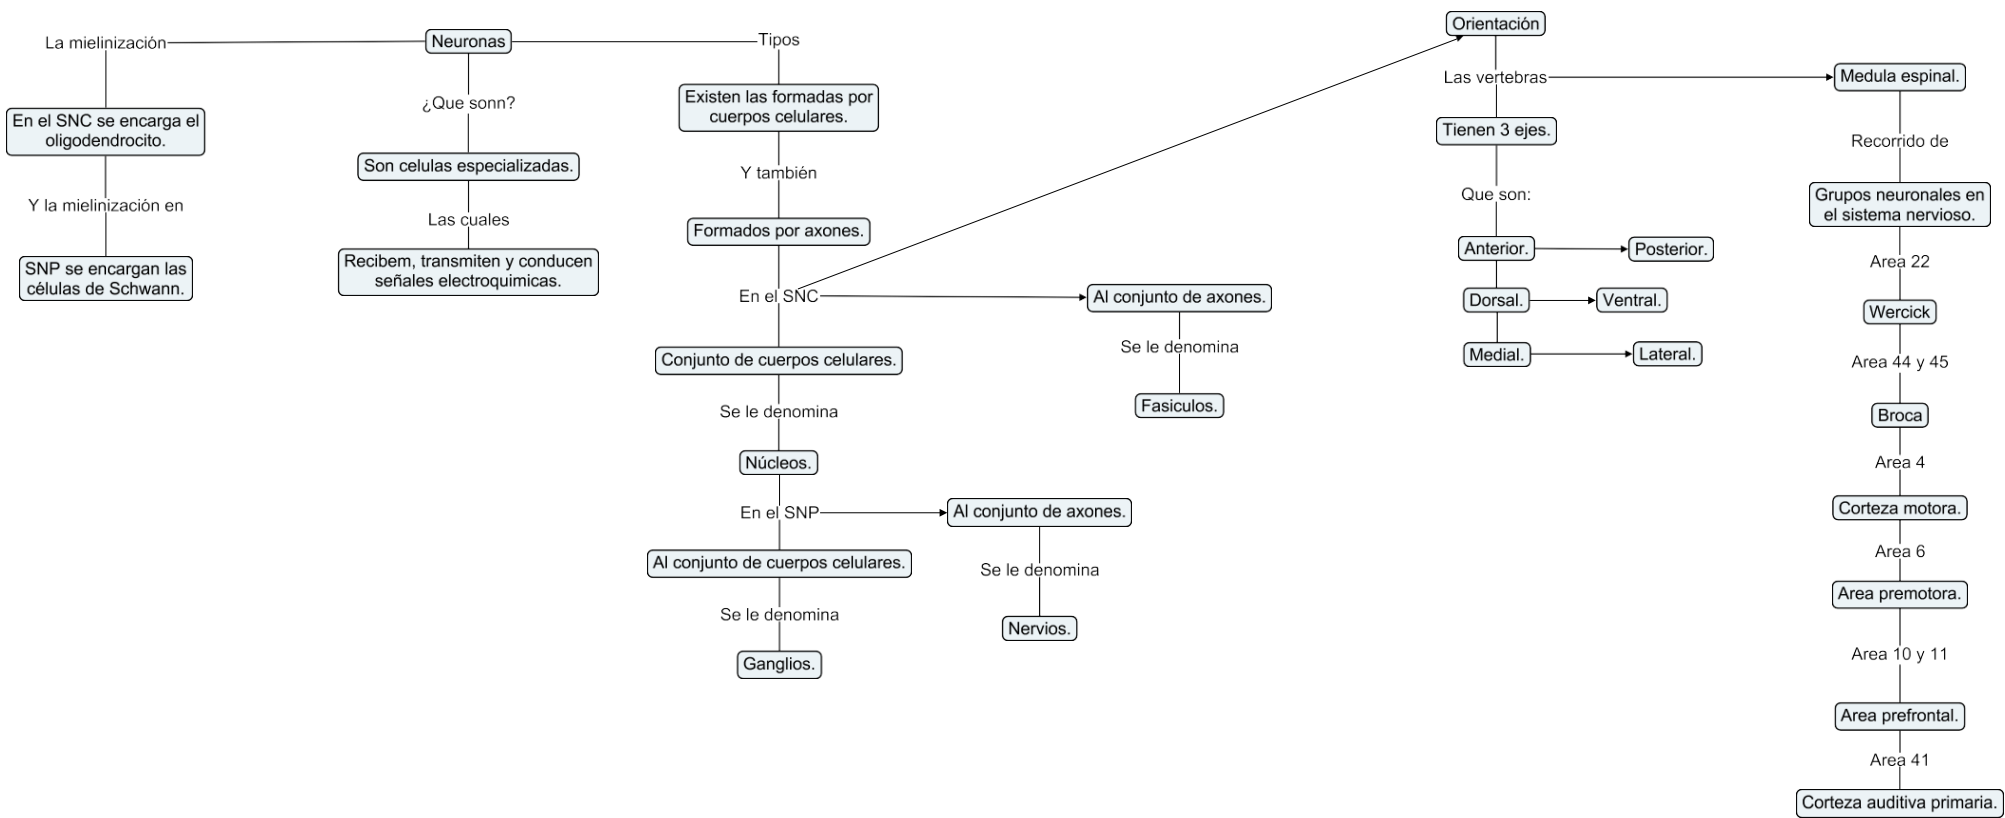 La mielinización
Neuronas
Tipos
En el SNC se encarga el
oligodendrocito.
Y la mielinización en
SNP se encargan las
células de Schwann.
¿Que sonn?
Son celulas especializadas.
Las cuales
Recibem, transmiten y conducen
señales electroquimicas.
Existen las formadas por
cuerpos celulares.
Y también
Formados por axones.
En el SNC
Al conjunto de axones.
Se le denomina
Fasiculos.
Conjunto de cuerpos celulares.
Se le denomina
Núcleos.
En el SNP
Al conjunto de axones.
Se le denomina
Nervios.
Al conjunto de cuerpos celulares.
Se le denomina
Ganglios.
Orientación
Las vertebras
Tienen 3 ejes.
Que son:
Anterior.
Posterior.
Dorsal.
Ventral.
Medial.
Lateral.
Medula espinal.
Recorrido de
Grupos neuronales en
el sistema nervioso.
Area 22
Wercick
Area 44 y 45
Broca
Area 4
Corteza motora.
Area 6
Area premotora.
Area 10 y 11
Area prefrontal.
Area 41
Corteza auditiva primaria.